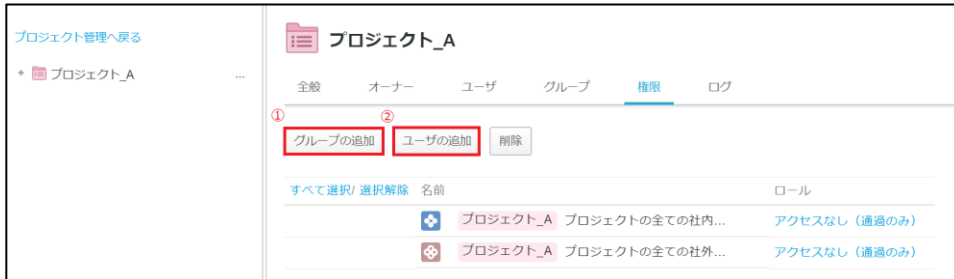 プロジェクト管理へ戻る
プロジェクト_A
...
プロジェクト_A
全般 オーナー ユーザ グループ 権限 ログ
① ②
グループの追加 ユーザの追加 削除
すべて選択/ 選択解除 名前 ロール
プロジェクト_A プロジェクトの全ての社内... アクセスなし（通過のみ）
プロジェクト_A プロジェクトの全ての社外... アクセスなし（通過のみ）